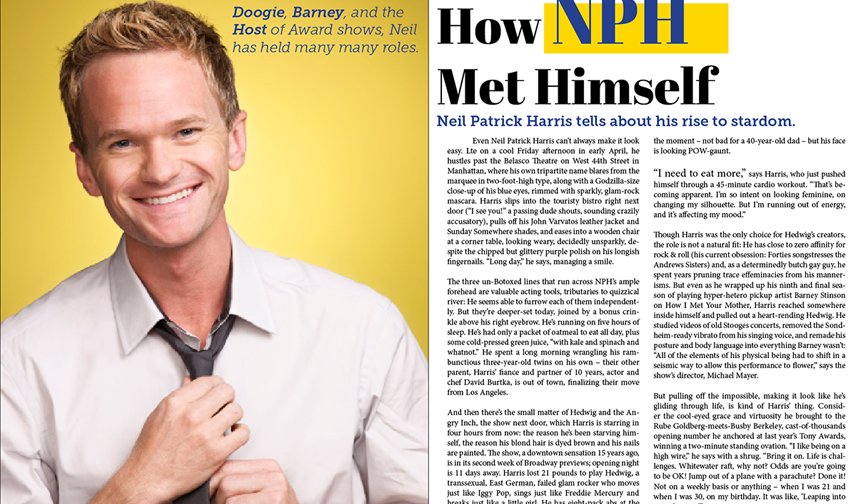 Doogie, Barney, and the
Host of Award shows, Neil
has held many many roles.
How NPH
Met Himself
Neil Patrick Harris tells about his rise to stardom.
Even Neil Patrick Harris can't always make it look
easy. Lte on a cool Friday afternoon in early April, he
hustles past the Belasco Theatre on West 44th Street in
Manhattan, where his own tripartite name blares from the
marquee in two-foot-high type, along with a Godzilla-size
close-up of his blue eyes, rimmed with sparkly, glam-rock
mascara. Harris slips into the touristy bistro right next
door ("I see you!" a passing dude shouts, sounding crazily
accusatory), pulls off his John Varvatos leather jacket and
Sunday Somewhere shades, and eases into a wooden chair
at a corner table, looking weary, decidedly unsparkly, de-
spite the chipped but glittery purple polish on his longish
fingernails. "Long day," he says, managing a smile.
The three un-Botoxed lines that run across NPH's ample
forehead are valuable acting tools, tributaries to quizzical
river: He seems able to furrow each of them independent-
ly. But they're deeper-set today, joined by a bonus crin-
kle above his right eyebrow. He's running on five hours of
sleep. He's had only a packet of oatmeal to eat all day, plus
some cold-pressed green juice, "with kale and spinach and
whatnot." He spent a long morning wrangling his ram-
bunctious three-year-old twins on his own – their other
parent, Harris' fiance and partner of 10 years, actor and
chef David Burtka, is out of town, finalizing their move
from Los Angeles.
And then there's the small matter of Hedwig and the An-
gry Inch, the show next door, which Harris is starring in
four hours from now: the reason he's been starving him-
self, the reason his blond hair is dyed brown and his nails
are painted. The show, a downtown sensation 15 years ago,
is in its second week of Broadway previews; opening night
is 11 days away. Harris lost 21 pounds to play Hedwig, a
transsexual, East German, failed glam rocker who moves
just like Iggy Pop, sings just like Freddie Mercury and
breaks just like a little girl. He has eight-pack abs at the
the moment – not bad for a 40-year-old dad – but his face
is looking POW-gaunt.
"I need to eat more," says Harris, who just pushed
himself through a 45-minute cardio workout. "That's be-
coming apparent. I'm so intent on looking feminine, on
changing my silhouette. But I'm running out of energy,
and it's affecting my mood."
Though Harris was the only choice for Hedwig's creators,
the role is not a natural fit: He has close to zero affinity for
rock & roll (his current obsession: Forties songstresses the
Andrews Sisters) and, as a determinedly butch gay guy, he
spent years pruning trace effeminacies from his manner-
isms. But even as he wrapped up his ninth and final sea-
son of playing hyper-hetero pickup artist Barney Stinson
on How I Met Your Mother, Harris reached somewhere
inside himself and pulled out a heart-rending Hedwig. He
studied videos of old Stooges concerts, removed the Sond-
heim-ready vibrato from his singing voice, and remade his
posture and body language into everything Barney wasn't:
"All of the elements of his physical being had to shift in a
seismic way to allow this performance to flower," says the
show's director, Michael Mayer.
But pulling off the impossible, making it look like he's
gliding through life, is kind of Harris' thing. Consid-
er the cool-eyed grace and virtuosity he brought to the
Rube Goldberg-meets-Busby Berkeley, cast-of-thousands
opening number he anchored at last year's Tony Awards,
winning a two-minute standing ovation. "I like being on a
high wire," he says with a shrug. "Bring it on. Life is chal-
lenges. Whitewater raft, why not? Odds are you're going
to be OK! Jump out of a plane with a parachute? Done it!
Not on a weekly basis or anything – when I was 21 and
when I was 30, on my birthday. It was like, 'Leaping into